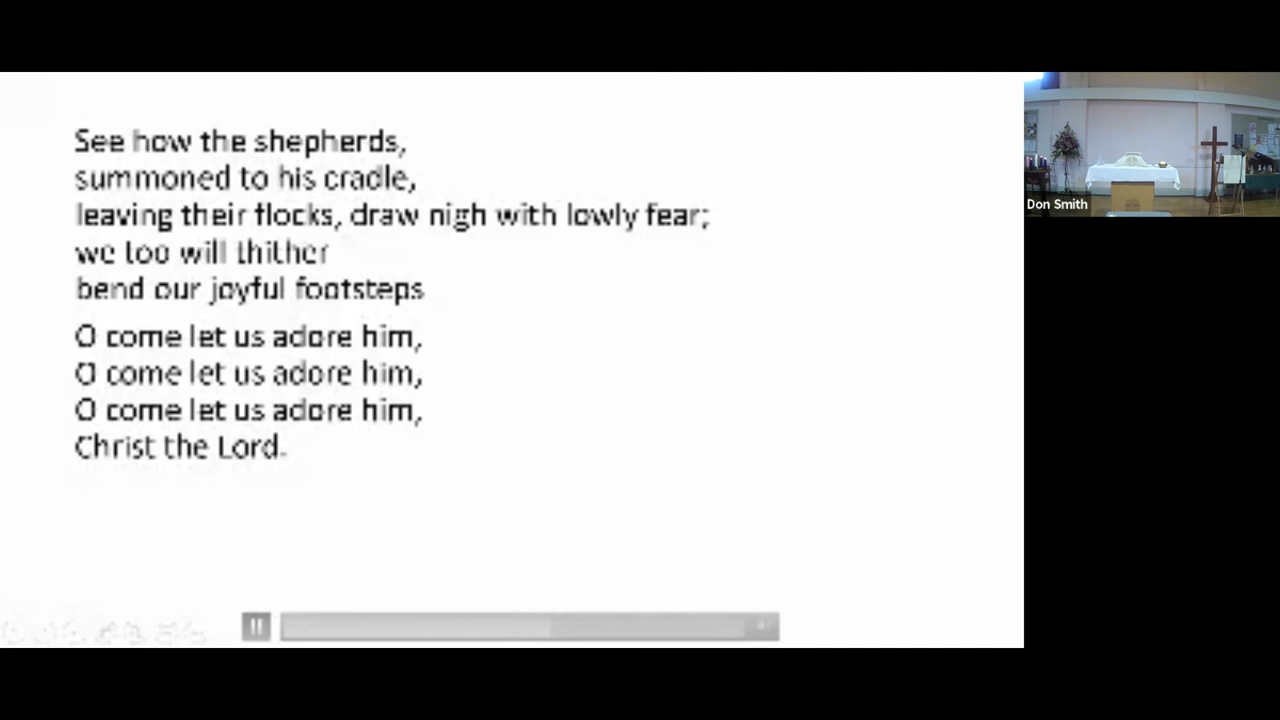 See how the shepherds,
summoned to his cradle,
leaving their flocks, draw nigh with lowly fear;
we too will thither
bend our joyful footsteps
O come let us adore him,
O come let us adore him,
O come let us adore him,
Christ the Lord.
Don Smith